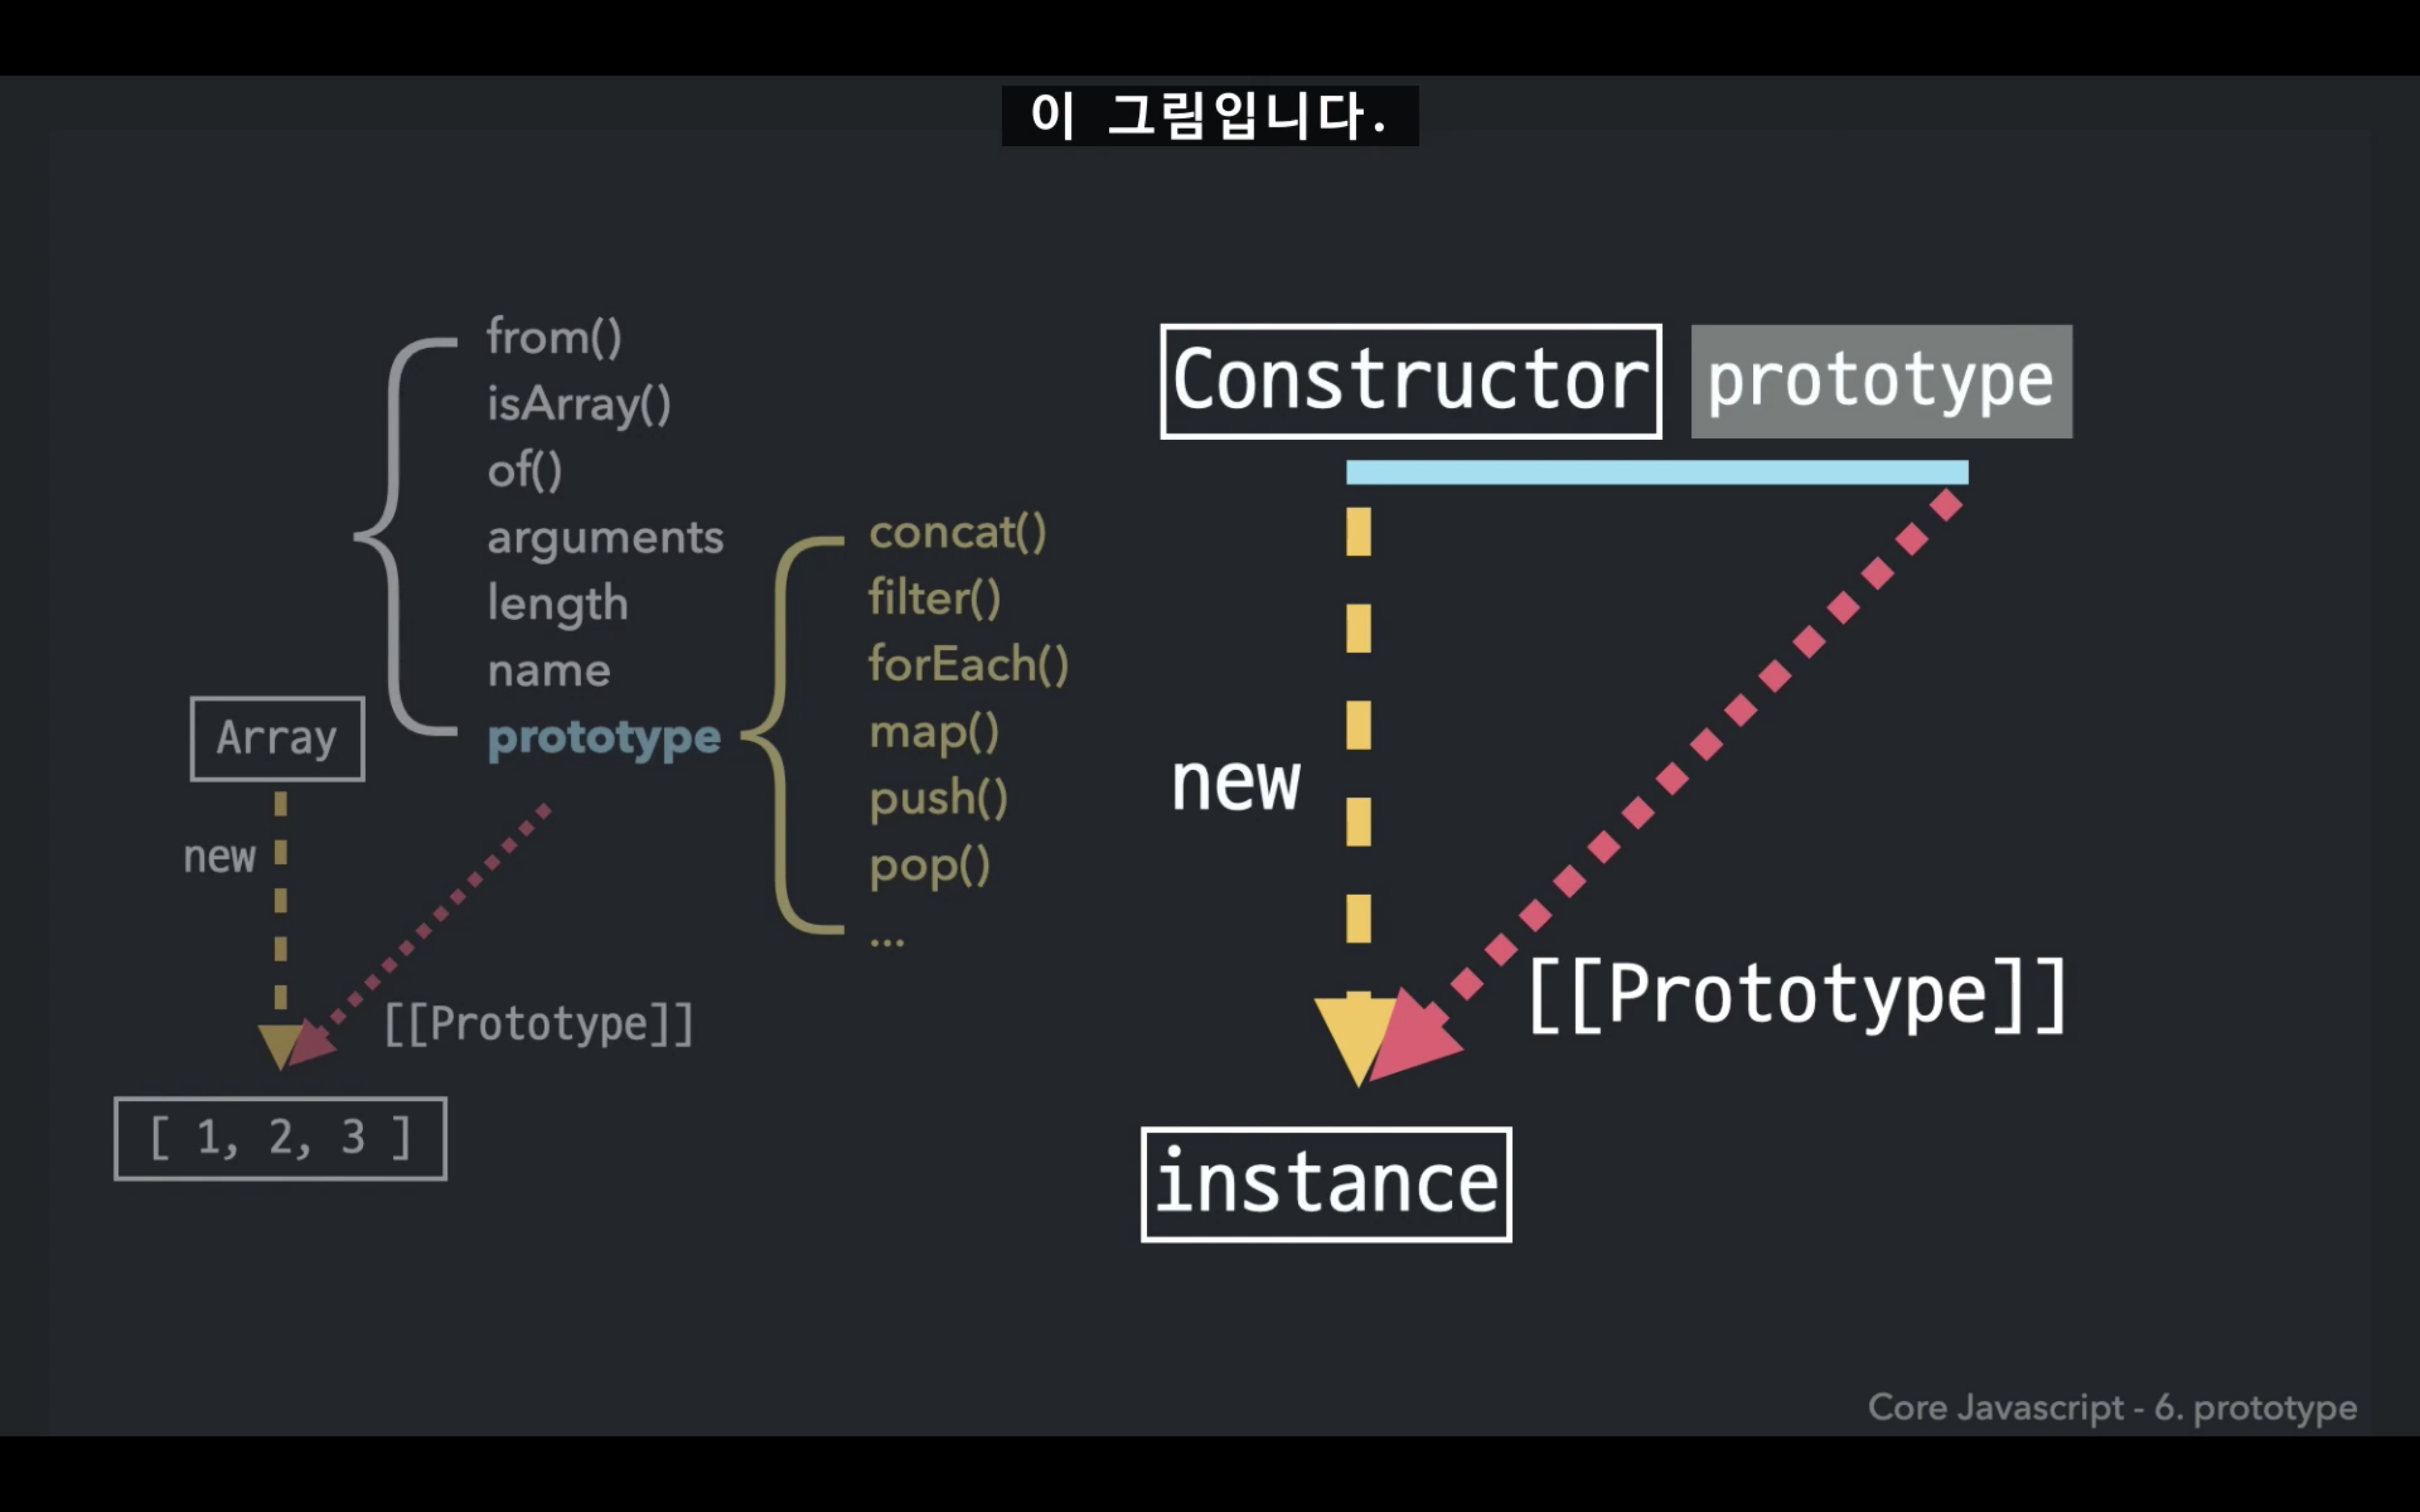 이 그림입니다.
from()
isArray()
of()
arguments
length
name
prototype
Array
new
[[Prototype]]
[ 1, 2, 3 ]
concat()
filter()
forEach()
map()
push()
pop()
...
Constructor
prototype
new
[[Prototype]]
instance
Core Javascript - 6. prototype